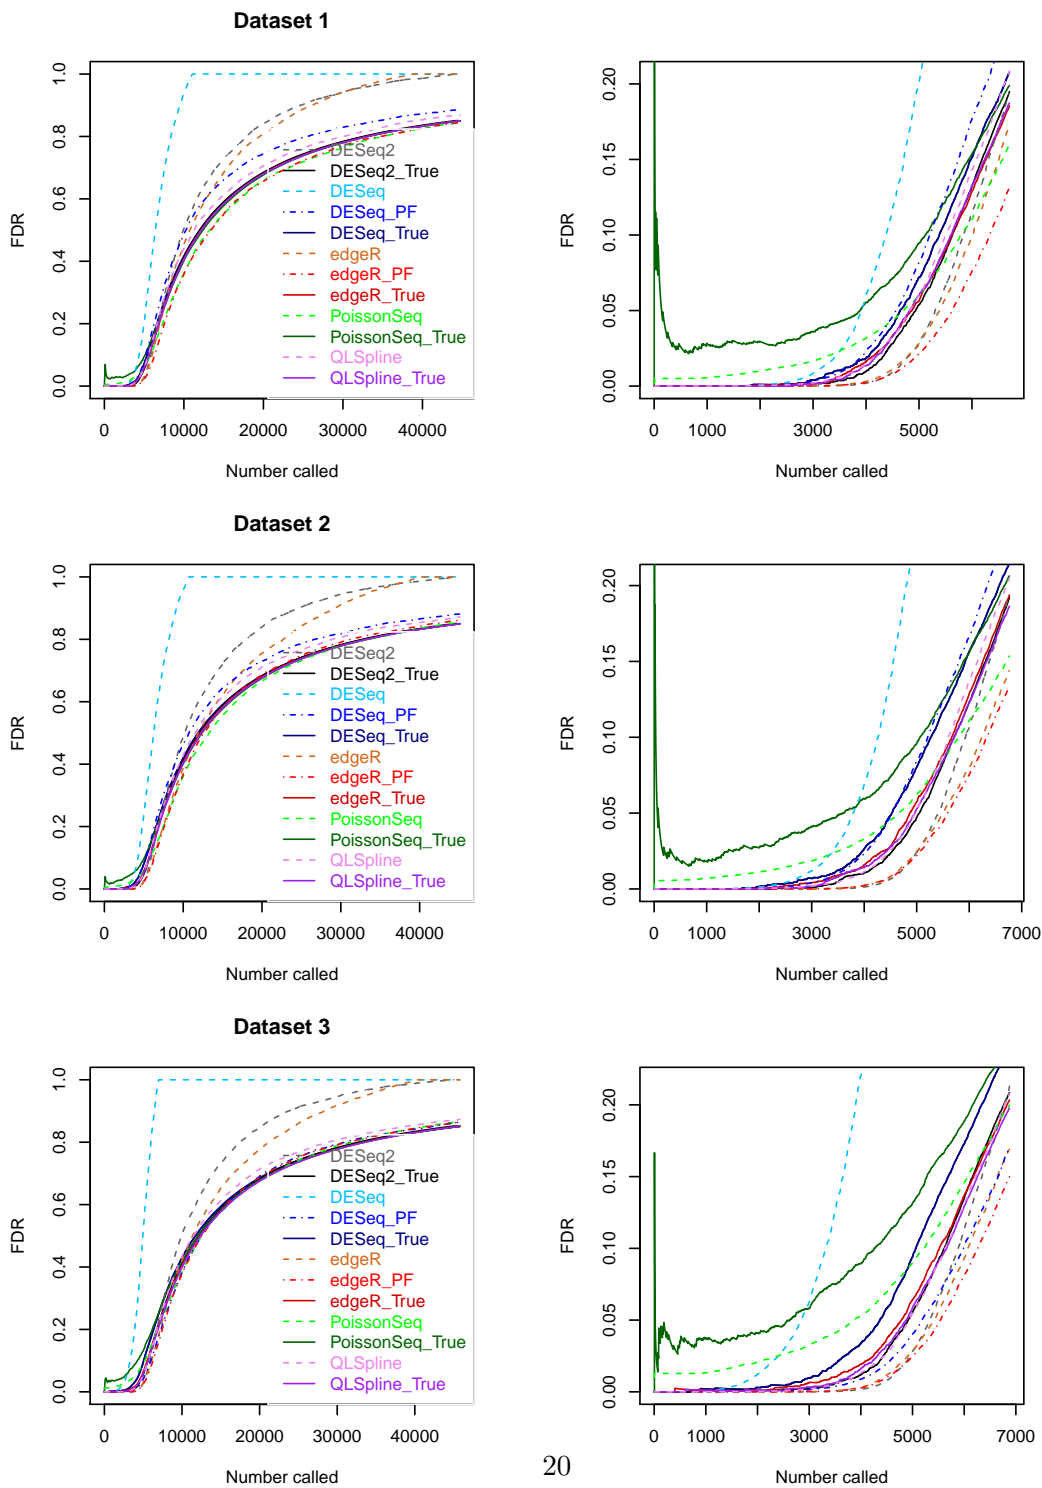 Dataset 1
FDR
0.0 0.2 0.4 0.6 0.8 1.0
0 10000 20000 30000 40000
Number called
DESeq2
DESeq2_True
DESeq
DESeq_PF
DESeq_True
edgeR
edgeR_PF
edgeR_True
PoissonSeq
PoissonSeq_True
QLSpline
QLSpline_True
FDR
0.00 0.05 0.10 0.15 0.20
0 1000 3000 5000
Number called
Dataset 2
FDR
0.0 0.2 0.4 0.6 0.8 1.0
0 10000 20000 30000 40000
Number called
DESeq2
DESeq2_True
DESeq
DESeq_PF
DESeq_True
edgeR
edgeR_PF
edgeR_True
PoissonSeq
PoissonSeq_True
QLSpline
QLSpline_True
FDR
0.00 0.05 0.10 0.15 0.20
0 1000 3000 5000 7000
Number called
Dataset 3
FDR
0.0 0.2 0.4 0.6 0.8 1.0
0 10000 20000 30000 40000
Number called
DESeq2
DESeq2_True
DESeq
DESeq_PF
DESeq_True
edgeR
edgeR_PF
edgeR_True
PoissonSeq
PoissonSeq_True
QLSpline
QLSpline_True
FDR
0.00 0.05 0.10 0.15 0.20
0 1000 3000 5000 7000
Number called
20